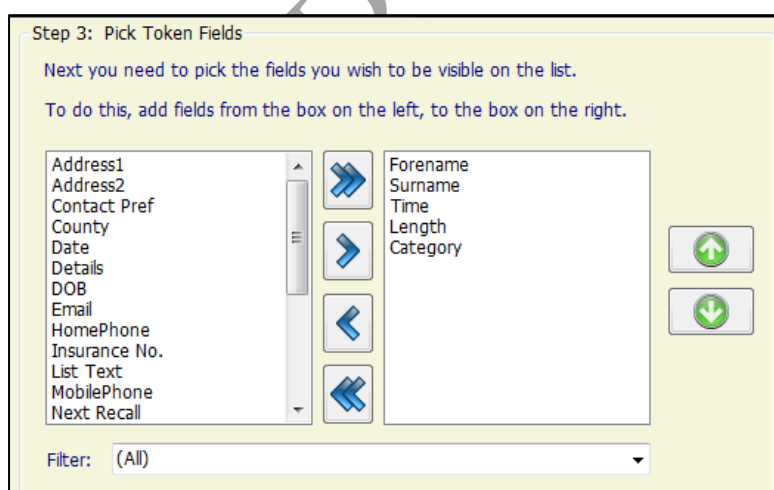 Step 3: Pick Token Fields
Next you need to pick the fields you wish to be visible on the list.
To do this, add fields from the box on the left, to the box on the right.
Address1
Address2
Contact Pref
County
Date
Details
DOB
Email
HomePhone
Insurance No.
List Text
MobilePhone
Next Recall
Forename
Surname
Time
Length
Category
Filter: (All)